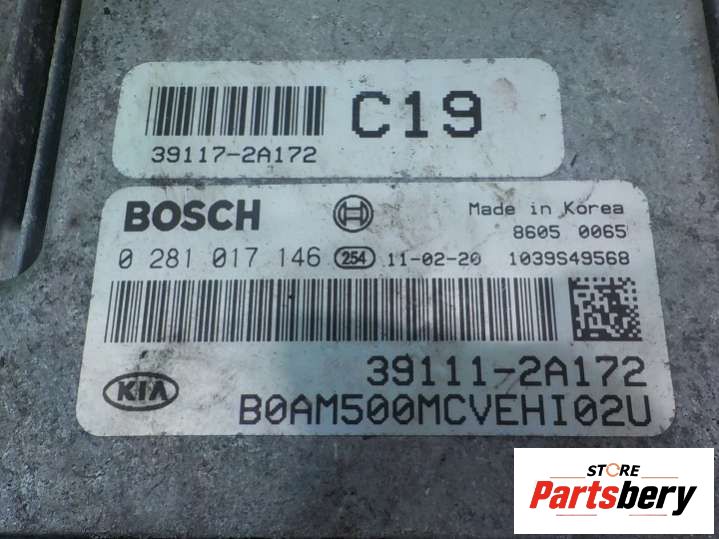 C19
39117-2A172
BOSCH Made in Korea
8605 0065
0 281 017 146 254 11-02-20 1039S49568
39111-2A172
KIA B0AM500MCVEHI02U
STORE
Partsbery